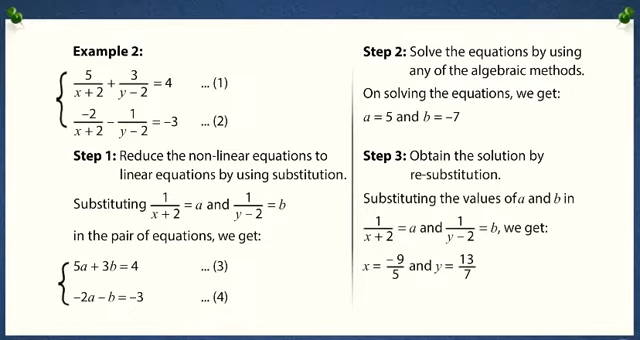 Example 2:
5/(x + 2) + 3/(y – 2) = 4 ... (1)
–2/(x + 2) – 1/(y – 2) = –3 ... (2)
Step 1: Reduce the non-linear equations to
linear equations by using substitution.
Substituting 1/(x + 2) = a and 1/(y – 2) = b
in the pair of equations, we get:
5a + 3b = 4 ... (3)
–2a – b = –3 ... (4)
Step 2: Solve the equations by using
any of the algebraic methods.
On solving the equations, we get:
a = 5 and b = –7
Step 3: Obtain the solution by
re-substitution.
Substituting the values of a and b in
1/(x + 2) = a and 1/(y – 2) = b, we get:
x = –9/5 and y = 13/7